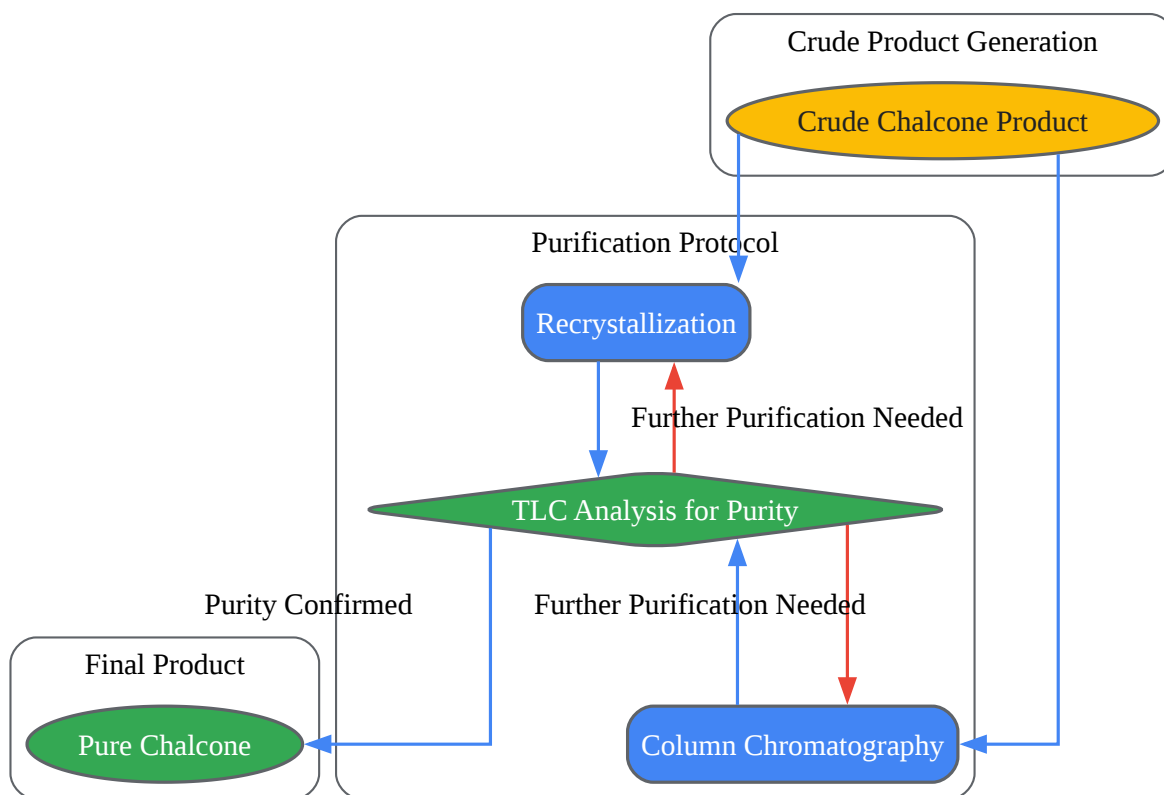 Crude Product Generation
Crude Chalcone Product
Purification Protocol
Recrystallization
Further Purification Needed
TLC Analysis for Purity
Purity Confirmed
Further Purification Needed
Final Product
Pure Chalcone
Column Chromatography